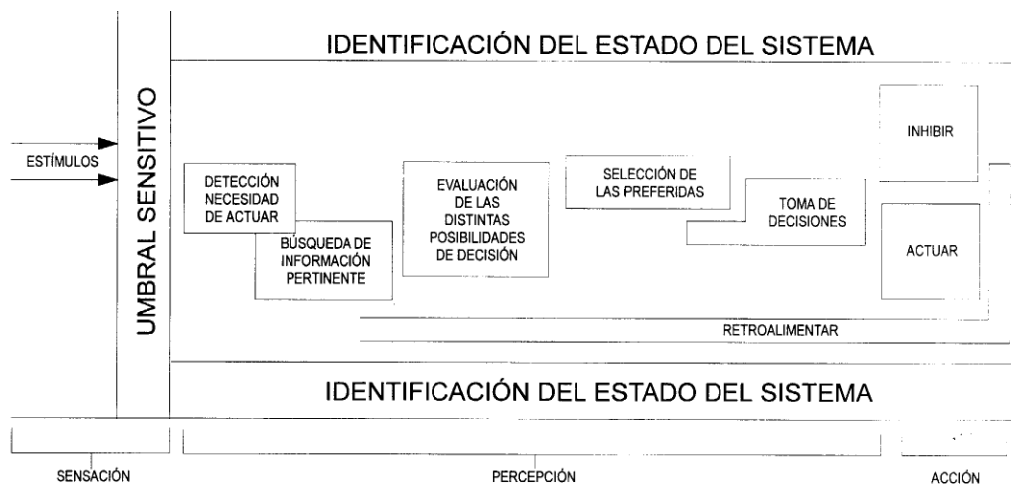 IDENTIFICACIÓN DEL ESTADO DEL SISTEMA
UMBRAL SENSITIVO
ESTÍMULOS
DETECCIÓN
NECESIDAD
DE ACTUAR
BÚSQUEDA DE
INFORMACIÓN
PERTINENTE
EVALUACIÓN
DE LAS
DISTINTAS
POSIBILIDADES
DE DECISIÓN
SELECCIÓN DE
LAS PREFERIDAS
TOMA DE
DECISIONES
INHIBIR
ACTUAR
RETROALIMENTAR
IDENTIFICACIÓN DEL ESTADO DEL SISTEMA
SENSACIÓN
PERCEPCIÓN
ACCIÓN